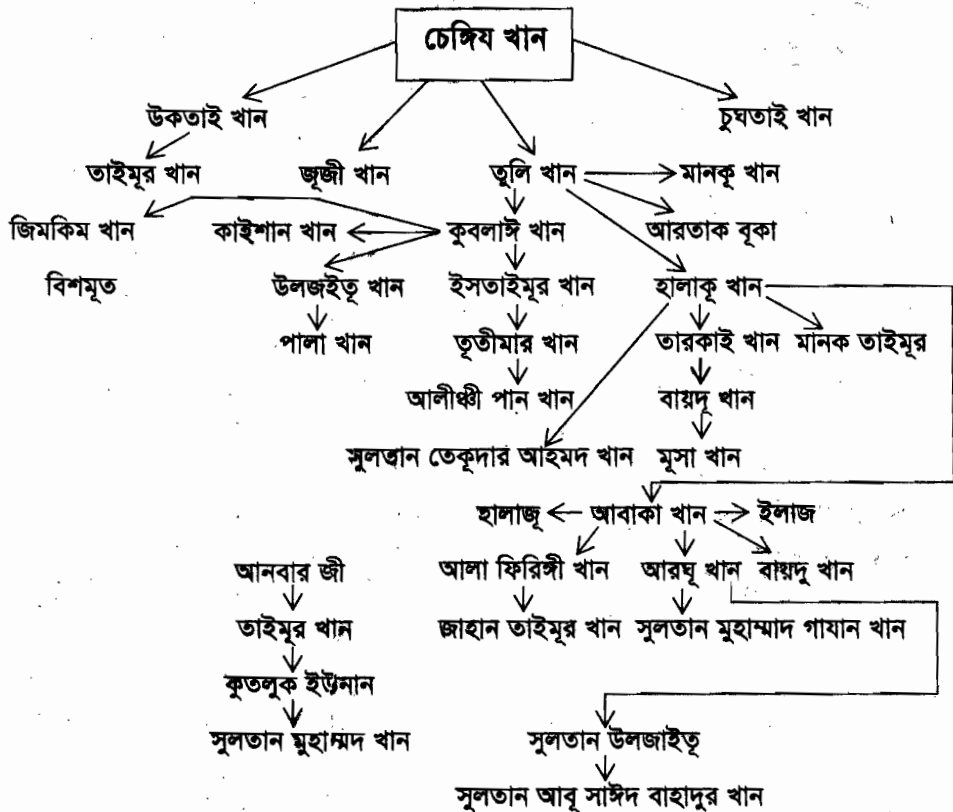 চেঙ্গিয খান
উকতাই খান চুঘতাই খান
তাইমূর খান জূজী খান তুলি খান মানকূ খান
জিমকিম খান কাইশান খান কুবলাঈ খান আরতাক বূকা
বিশমূত উলজইতূ খান ইসতাইমূর খান হালাকূ খান
পালা খান তূতীমার খান তারকাই খান মানক তাইমূর
আলীঞ্চী পান খান বায়দূ খান
সুলতান তেকূদার আহমদ খান মূসা খান
হালাজূ আবাকা খান ইলাজ
আনবার জী আলা ফিরিঙ্গী খান আরঘূ খান বায়দু খান
তাইমূর খান জাহান তাইমূর খান সুলতান মুহাম্মাদ গাযান খান
কুতলুক ইউনান
সুলতান মুহাম্মদ খান সুলতান উলজাইতূ
সুলতান আবূ সাঈদ বাহাদুর খান